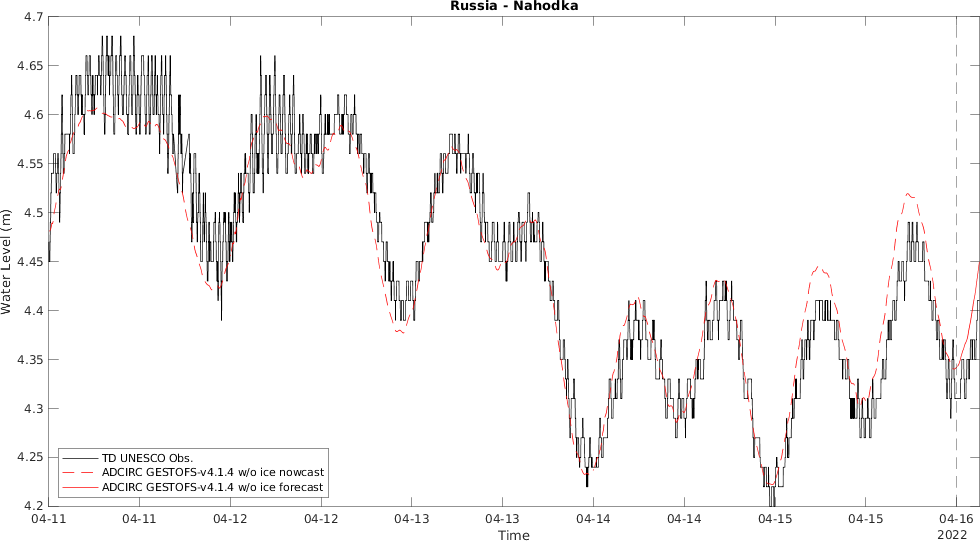 Russia - Nahodka
4.7
4.65
4.6
4.55
4.5
4.45
4.4
4.35
4.3
4.25
4.2
Water Level (m)
TD UNESCO Obs.
ADCIRC GESTOFS-v4.1.4 w/o ice nowcast
ADCIRC GESTOFS-v4.1.4 w/o ice forecast
04-11 04-11 04-12 04-12 04-13 04-13 04-14 04-14 04-15 04-15 04-16
Time 2022